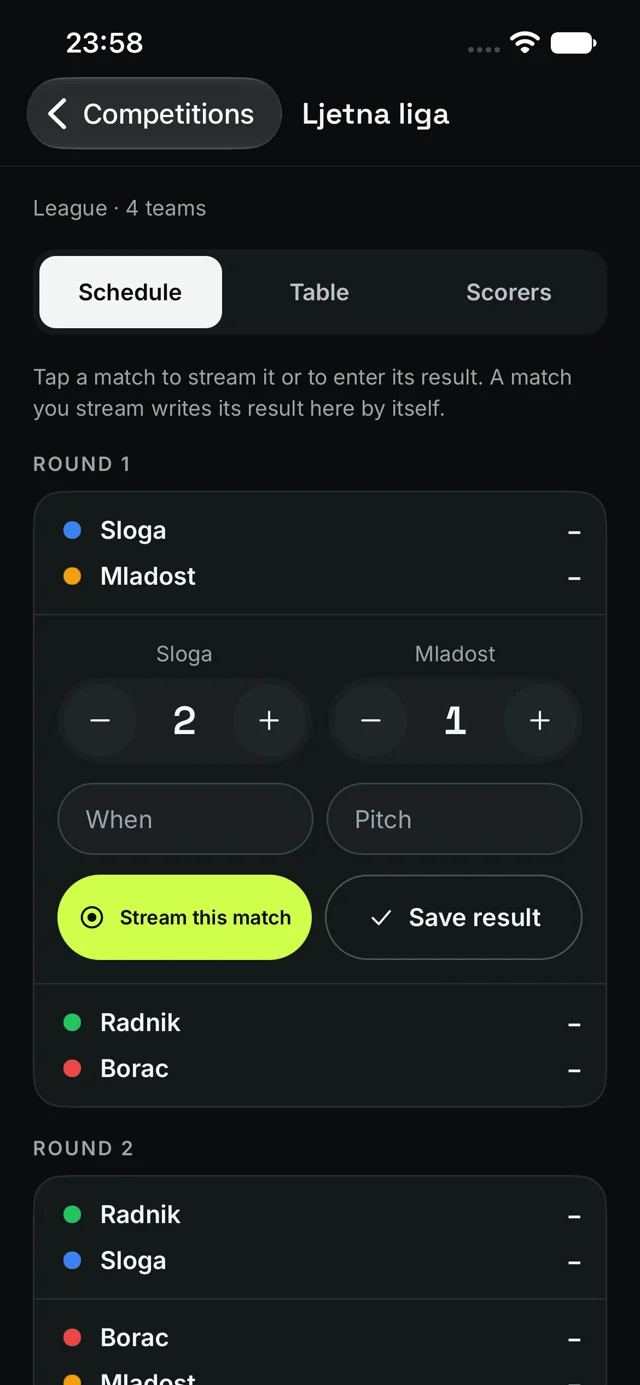 23:58
Competitions
Ljetna liga
League · 4 teams
Schedule
Table
Scorers
Tap a match to stream it or to enter its result. A match
you stream writes its result here by itself.
ROUND 1
Sloga –
Mladost –
Sloga
Mladost
− 2 +
− 1 +
When
Pitch
Stream this match
Save result
Radnik –
Borac –
ROUND 2
Radnik –
Sloga –
Borac –
Mladost –